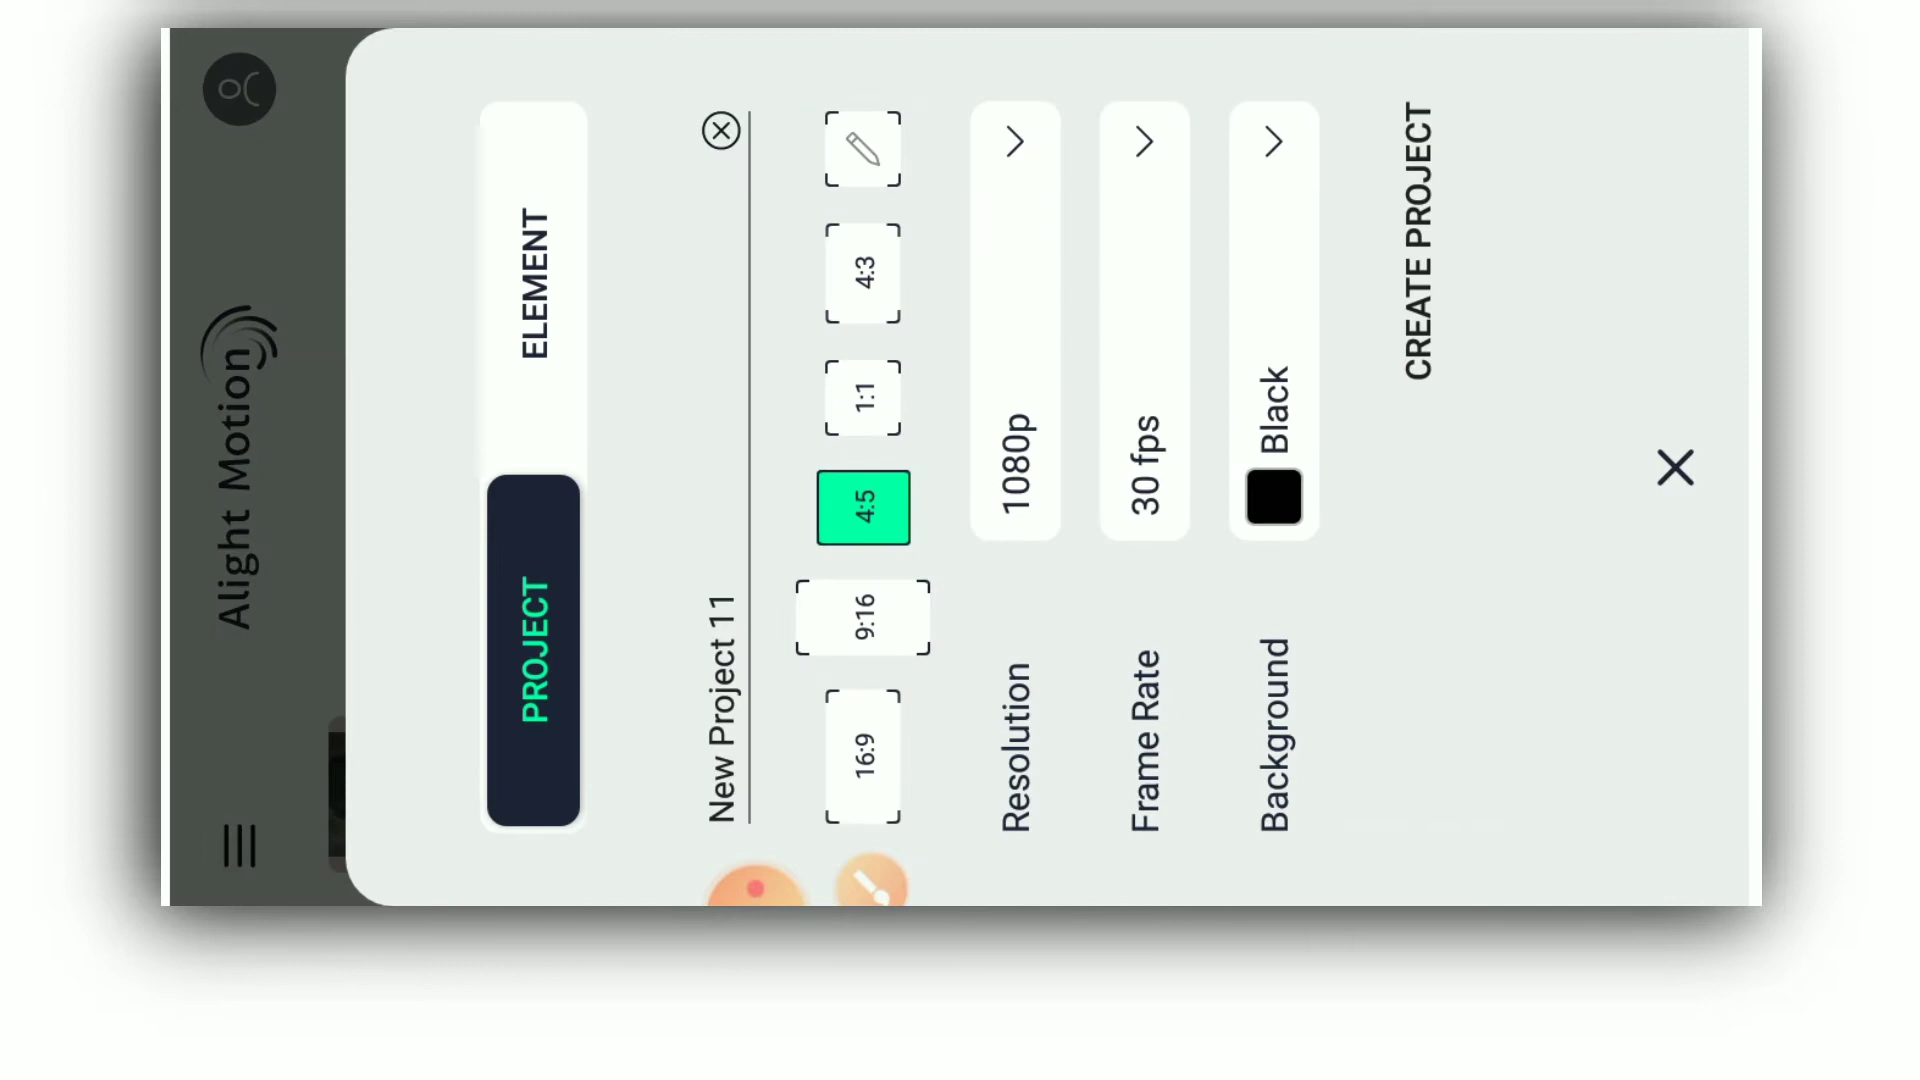 Alight Motion
PROJECT
ELEMENT
New Project 11
16:9
9:16
4:5
1:1
4:3
Resolution
1080p
Frame Rate
30 fps
Background
Black
CREATE PROJECT